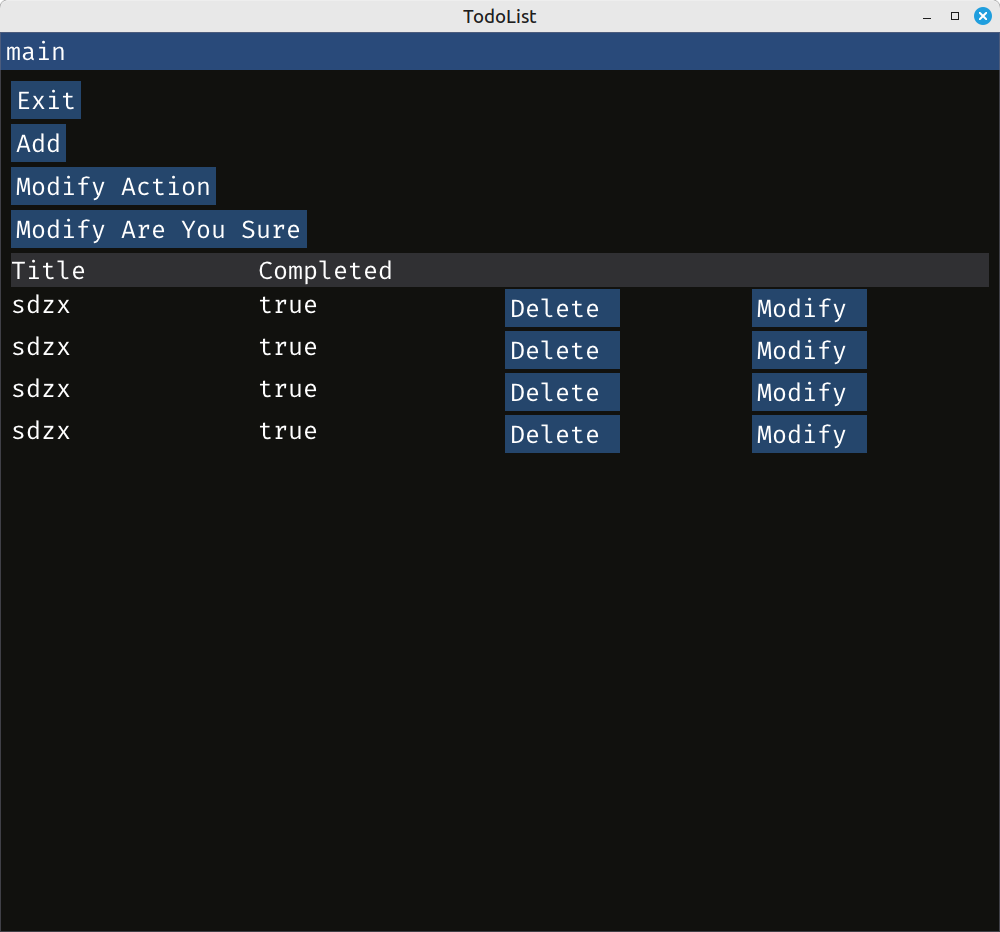 TodoList
main
Exit
Add
Modify Action
Modify Are You Sure
Title Completed
sdzx true Delete Modify
sdzx true Delete Modify
sdzx true Delete Modify
sdzx true Delete Modify